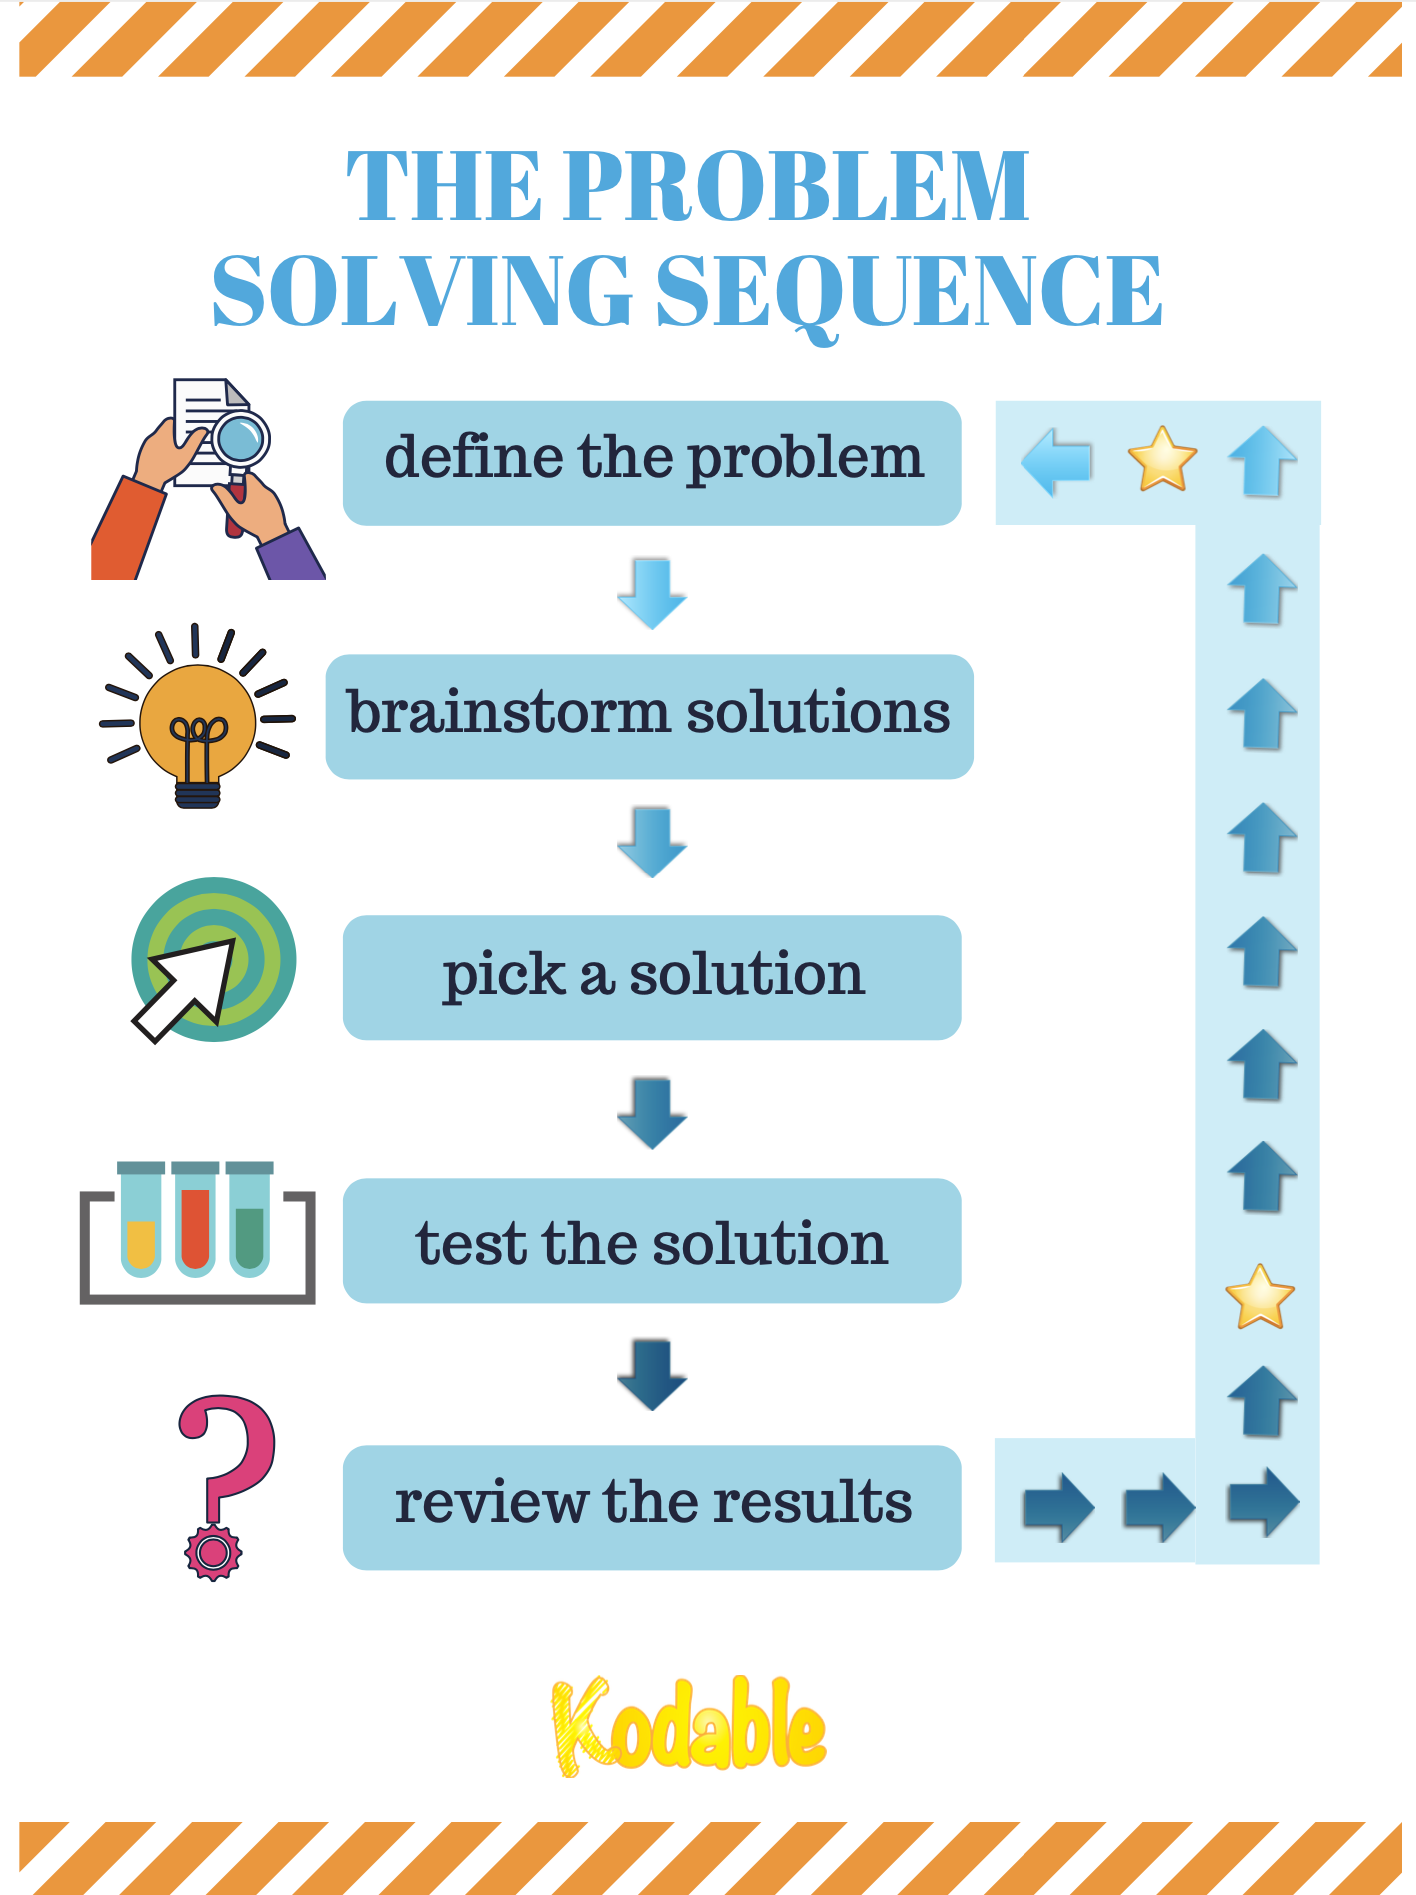 THE PROBLEM
SOLVING SEQUENCE
define the problem
brainstorm solutions
pick a solution
test the solution
review the results
Kodable